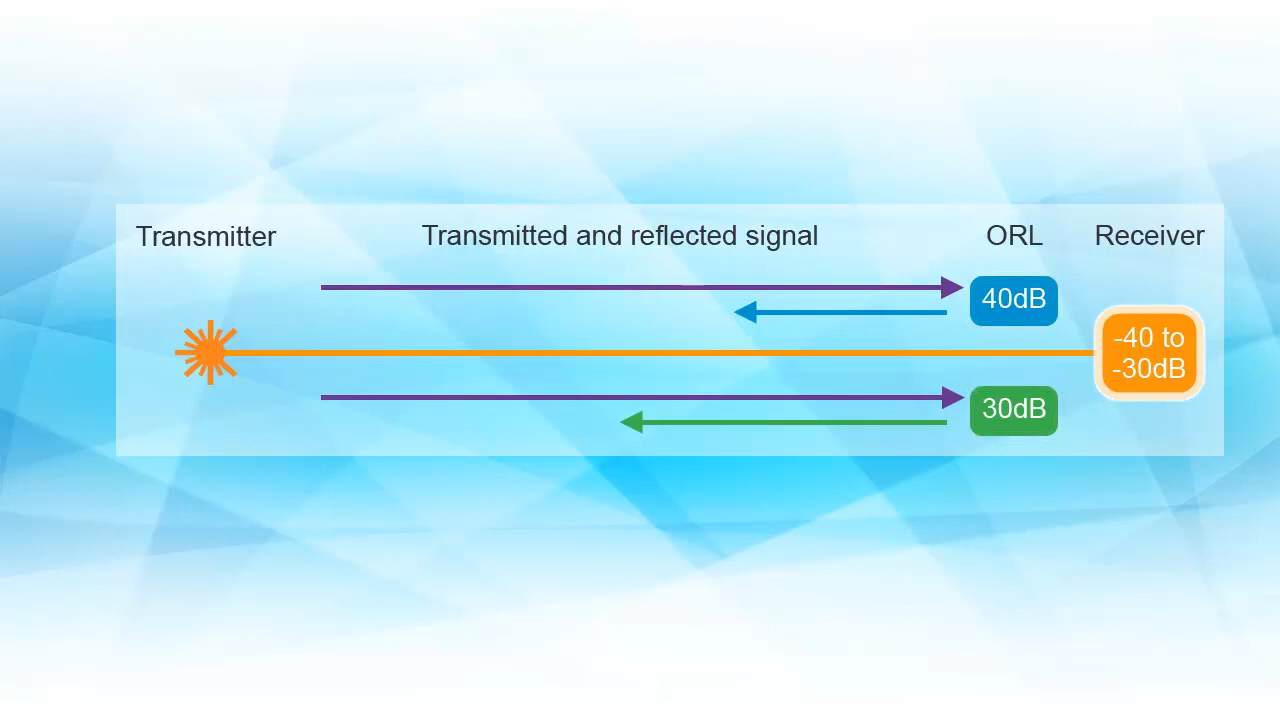 Transmitter
Transmitted and reflected signal
ORL
Receiver
40dB
-40 to
-30dB
30dB